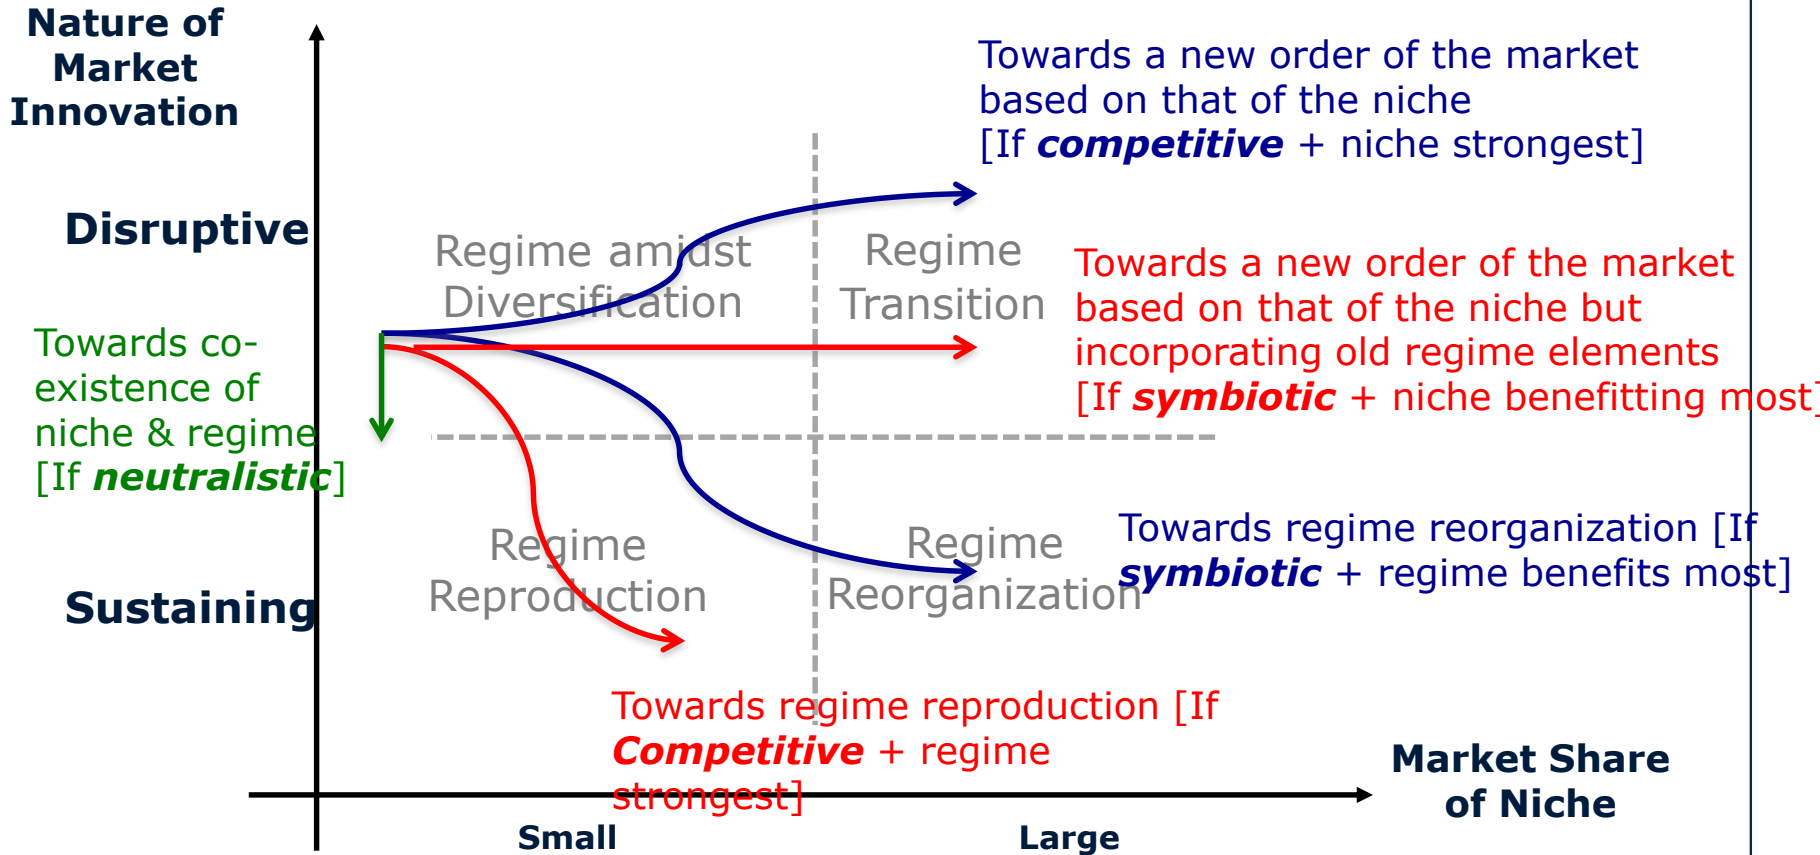 Nature of
Market
Innovation
Towards a new order of the market
based on that of the niche
[If competitive + niche strongest]
Disruptive
Regime amidst
Diversification
Regime
Transition
Towards a new order of the market
based on that of the niche but
incorporating old regime elements
[If symbiotic + niche benefitting most]
Towards co-
existence of
niche & regime
[If neutralistic]
Regime
Reproduction
Regime
Reorganization
Towards regime reorganization [If
symbiotic + regime benefits most]
Sustaining
Towards regime reproduction [If
Competitive + regime
strongest]
Market Share
of Niche
Small
Large